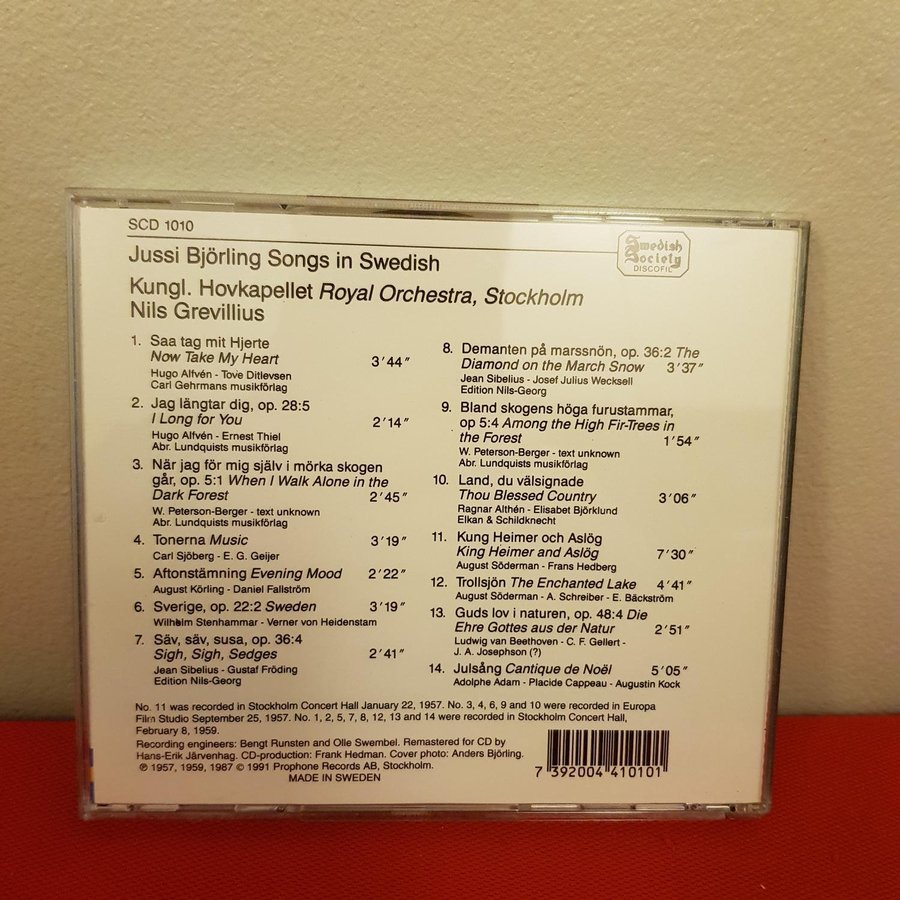 SCD 1010
Swedish
Society
DISCOFIL
Jussi Björling Songs in Swedish
Kungl. Hovkapellet Royal Orchestra, Stockholm
Nils Grevillius
1. Saa tag mit Hjerte
Now Take My Heart 3'44"
Hugo Alfvén - Tove Ditlevsen
Carl Gehrmans musikförlag
2. Jag längtar dig, op. 28:5
I Long for You 2'14"
Hugo Alfvén - Ernest Thiel
Abr. Lundquists musikförlag
3. När jag för mig själv i mörka skogen
går, op. 5:1 When I Walk Alone in the
Dark Forest 2'45"
W. Peterson-Berger - text unknown
Abr. Lundquists musikförlag
4. Tonerna Music 3'19"
Carl Sjöberg - E. G. Geijer
5. Aftonstämning Evening Mood 2'22"
August Körling - Daniel Fallström
6. Sverige, op. 22:2 Sweden 3'19"
Wilhelm Stenhammar - Verner von Heidenstam
7. Säv, säv, susa, op. 36:4
Sigh, Sigh, Sedges 2'41"
Jean Sibelius - Gustaf Fröding
Edition Nils-Georg
8. Demanten på marssnön, op. 36:2 The
Diamond on the March Snow 3'37"
Jean Sibelius - Josef Julius Wecksell
Edition Nils-Georg
9. Bland skogens höga furustammar,
op 5:4 Among the High Fir-Trees in
the Forest 1'54"
W. Peterson-Berger - text unknown
Abr. Lundquists musikförlag
10. Land, du välsignade
Thou Blessed Country 3'06"
Ragnar Althén - Elisabet Björklund
Elkan & Schildknecht
11. Kung Heimer och Aslög
King Heimer and Aslög 7'30"
August Söderman - Frans Hedberg
12. Trollsjön The Enchanted Lake 4'41"
August Söderman - A. Schreiber - E. Bäckström
13. Guds lov i naturen, op. 48:4 Die
Ehre Gottes aus der Natur 2'51"
Ludwig van Beethoven - C. F. Gellert -
J. A. Josephson (?)
14. Julsång Cantique de Noël 5'05"
Adolphe Adam - Placide Cappeau - Augustin Kock
No. 11 was recorded in Stockholm Concert Hall January 22, 1957. No. 3, 4, 6, 9 and 10 were recorded in Europa
Film Studio September 25, 1957. No. 1, 2, 5, 7, 8, 12, 13 and 14 were recorded in Stockholm Concert Hall,
February 8, 1959.
Recording engineers: Bengt Runsten and Olle Swembel. Remastered for CD by
Hans-Erik Järvenhag. CD-production: Frank Hedman. Cover photo: Anders Björling.
℗ 1957, 1959, 1987 © 1991 Prophone Records AB, Stockholm.
MADE IN SWEDEN
7 392004 410101